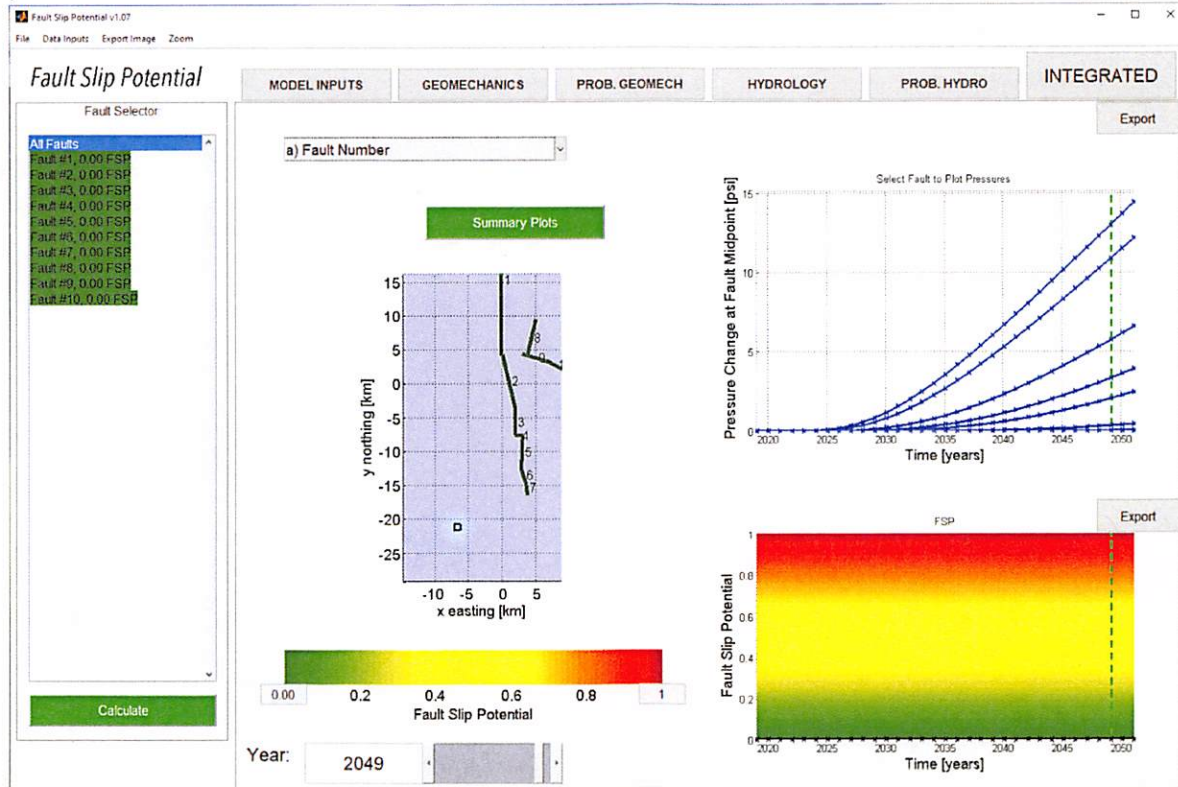 Fault Slip Potential v1.07
File Data Inputs Export Image Zoom
Fault Slip Potential
MODEL INPUTS
GEOMECHANICS
PROB. GEOMECH
HYDROLOGY
PROB. HYDRO
INTEGRATED
Fault Selector
All Faults
Fault #1, 0.00 FSP
Fault #2, 0.00 FSP
Fault #3, 0.00 FSP
Fault #4, 0.00 FSP
Fault #5, 0.00 FSP
Fault #6, 0.00 FSP
Fault #7, 0.00 FSP
Fault #8, 0.00 FSP
Fault #9, 0.00 FSP
Fault #10, 0.00 FSP
Calculate
a) Fault Number
Summary Plots
15
10
5
0
-5
-10
-15
-20
-25
y northing [km]
1
2
3
4
5
6
7
8
9
1
-10 -5 0 5
x easting [km]
0.00 0.2 0.4 0.6 0.8 1
Fault Slip Potential
Year:
2049
Export
Select Fault to Plot Pressures
Pressure Change at Fault Midpoint [psi]
15
10
5
0
2020 2025 2030 2035 2040 2045 2050
Time [years]
Export
FSP
Fault Slip Potential
1
0.8
0.6
0.4
0.2
0
2020 2025 2030 2035 2040 2045 2050
Time [years]